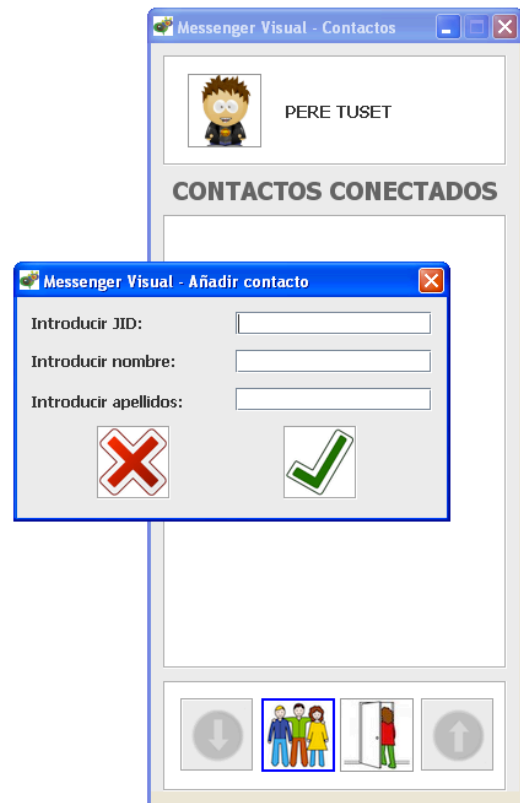 Messenger Visual - Contactos
PERE TUSET
CONTACTOS CONECTADOS
Messenger Visual - Añadir contacto
Introducir JID:
Introducir nombre:
Introducir apellidos: